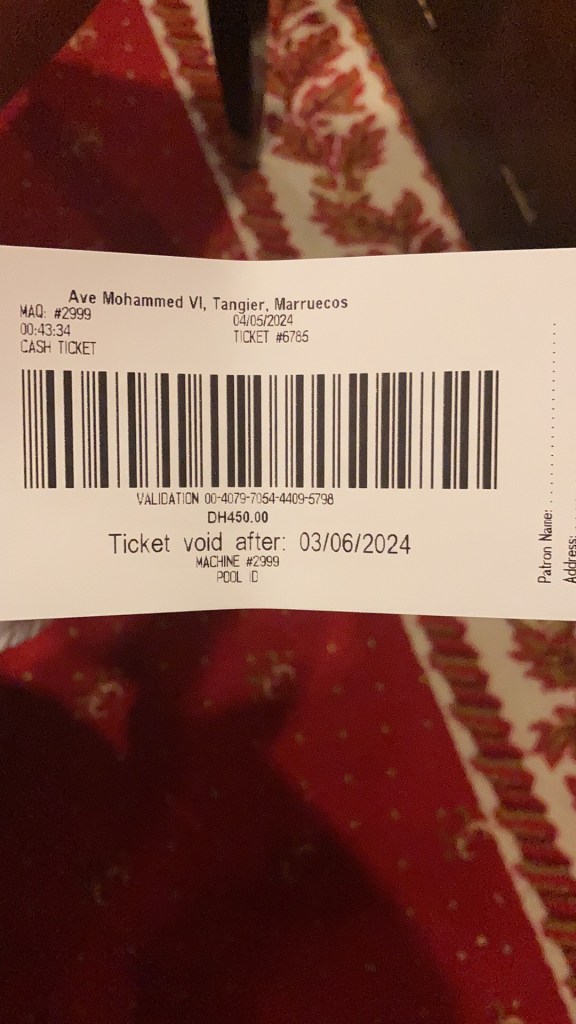 Ave Mohammed VI, Tangier, Marruecos
MAQ: #2999
04/05/2024
00:43:34
TICKET #6785
CASH TICKET
VALIDATION 00-4079-7054-4409-5798
DH450.00
Ticket void after: 03/06/2024
MACHINE #2999
POOL ID
Patron Name:
Address: